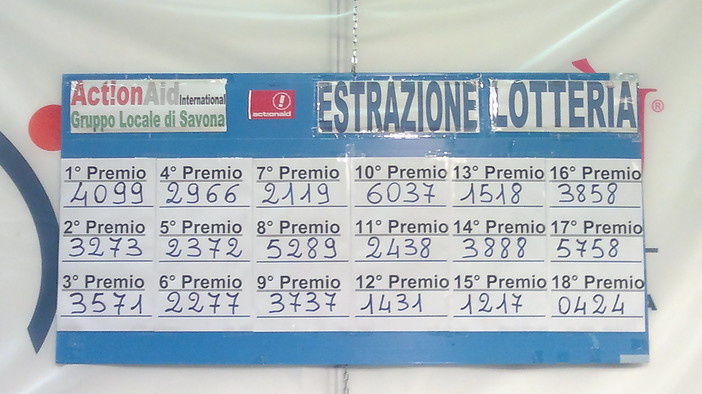 Act!onAid International
Gruppo Locale di Savona
actionaid
ESTRAZIONE LOTTERIA
®
1° Premio 4° Premio 7° Premio 10° Premio 13° Premio 16° Premio
4099 2966 2119 6037 1518 3858
2° Premio 5° Premio 8° Premio 11° Premio 14° Premio 17° Premio
3273 2372 5289 2438 3888 5758
3° Premio 6° Premio 9° Premio 12° Premio 15° Premio 18° Premio
3571 2277 3737 1431 1217 0424